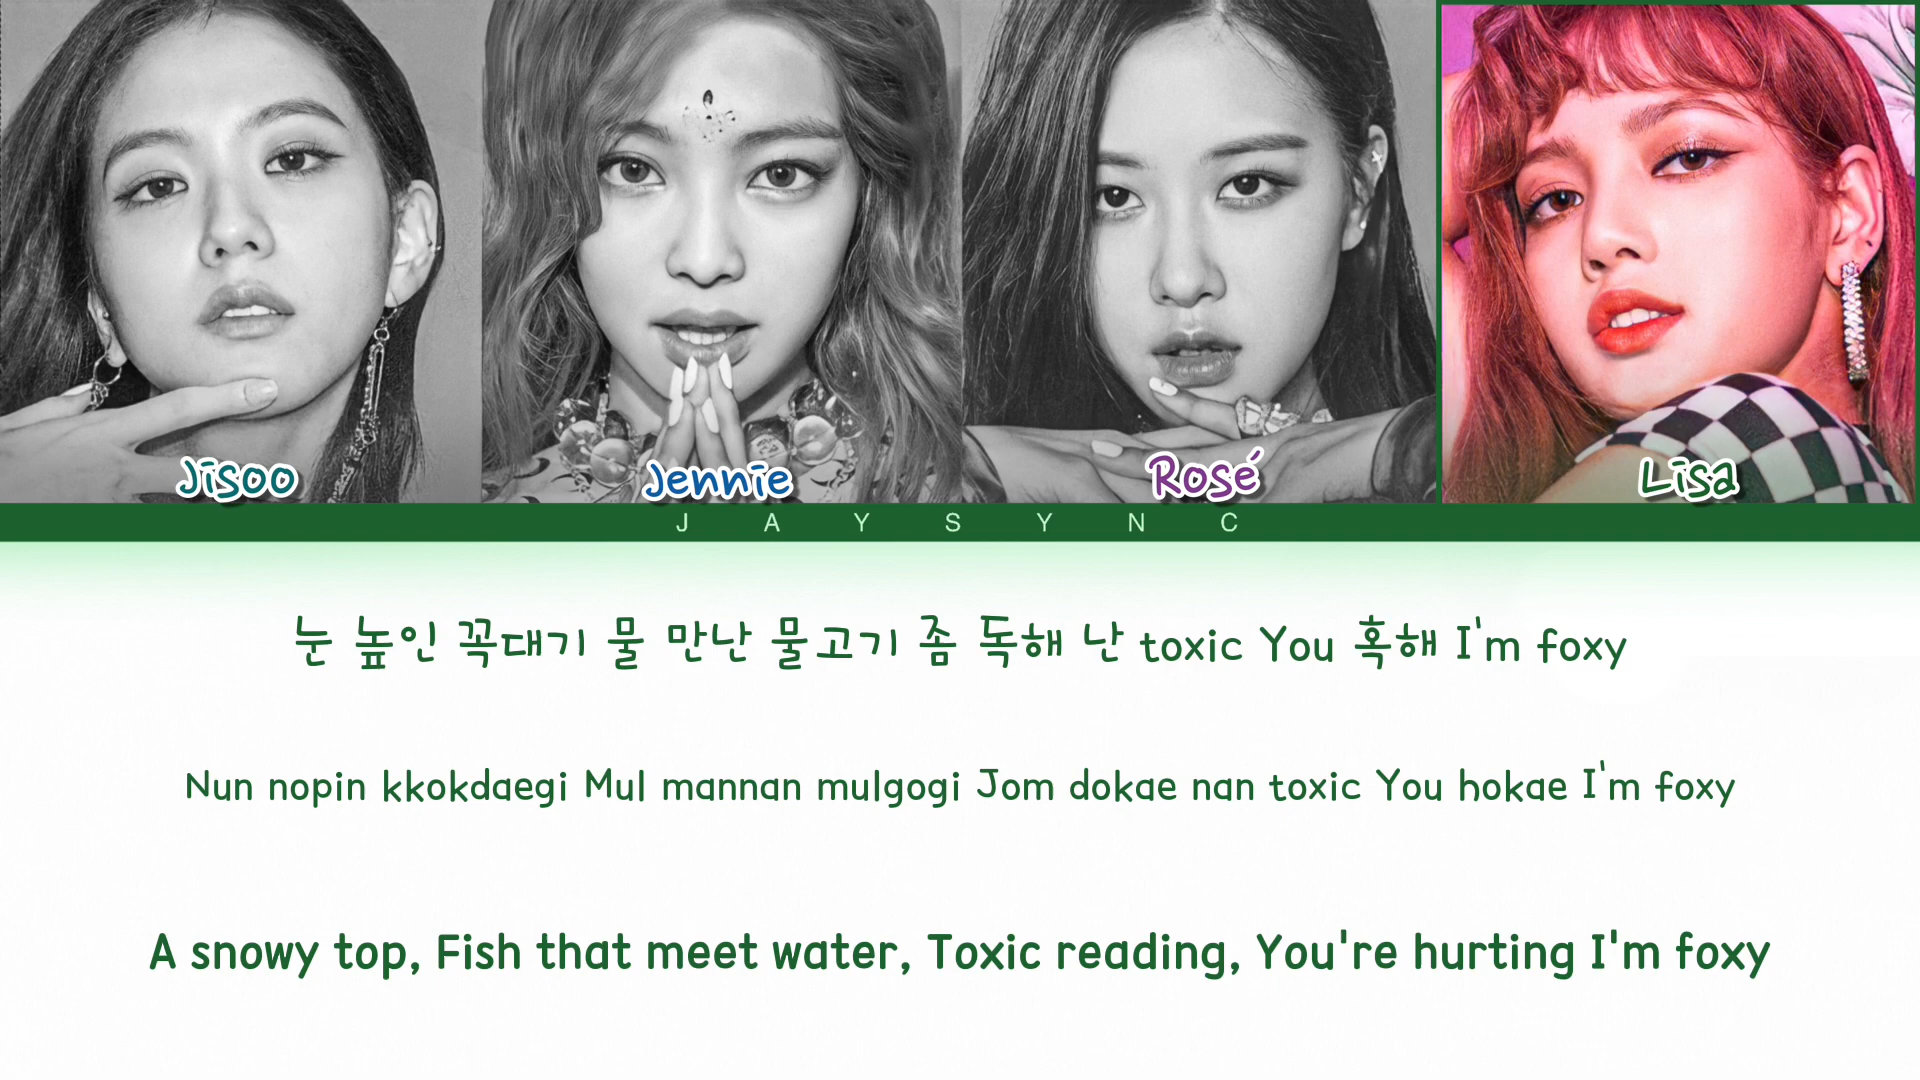 Jisoo Jennie Rosé Lisa
JAYSYNC
눈 높인 꼭대기 물 만난 물고기 좀 독해 난 toxic You 혹해 I'm foxy
Nun nopin kkokdaegi Mul mannan mulgogi Jom dokae nan toxic You hokae I'm foxy
A snowy top, Fish that meet water, Toxic reading, You're hurting I'm foxy